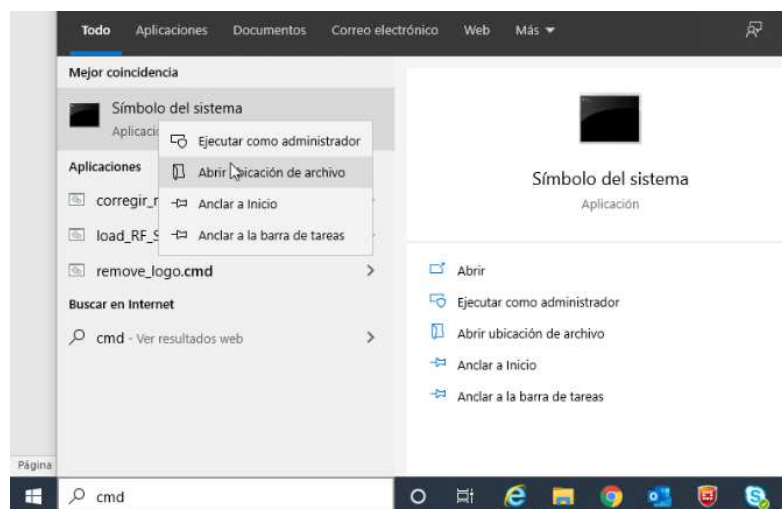 Todo Aplicaciones Documentos Correo electrónico Web Más
Mejor coincidencia
Símbolo del sistema
Ejecutar como administrador
Abrir ubicación de archivo
Anclar a Inicio
Anclar a la barra de tareas
Aplicaciones
remove_logo.cmd
Buscar en Internet
cmd - Ver resultados web
Símbolo del sistema
Aplicación
Abrir
Ejecutar como administrador
Abrir ubicación de archivo
Anclar a Inicio
Anclar a la barra de tareas
Página
cmd